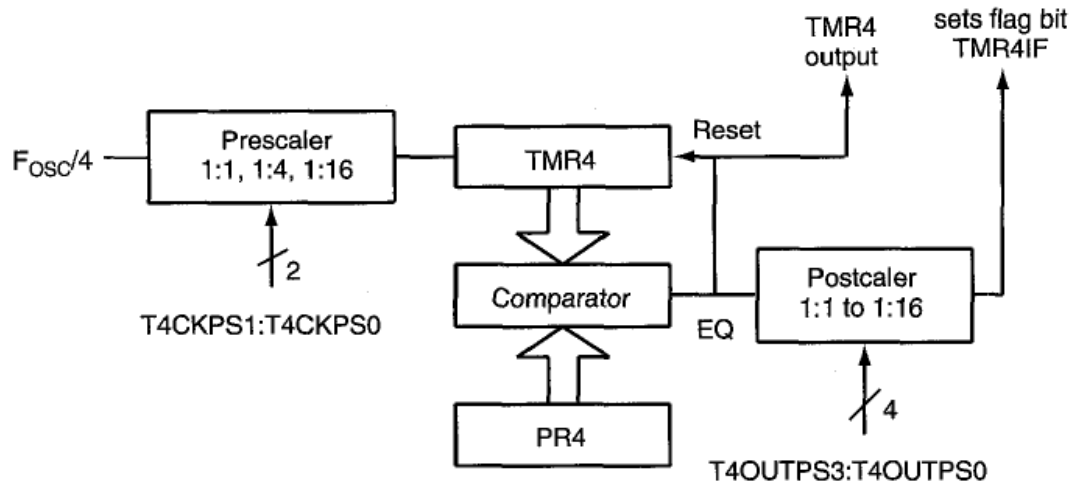 TMR4
output
sets flag bit
TMR4IF
Prescaler
1:1, 1:4, 1:16
F_OSC/4
TMR4
Reset
2
T4CKPS1:T4CKPS0
Comparator
EQ
Postcaler
1:1 to 1:16
4
PR4
T4OUTPS3:T4OUTPS0